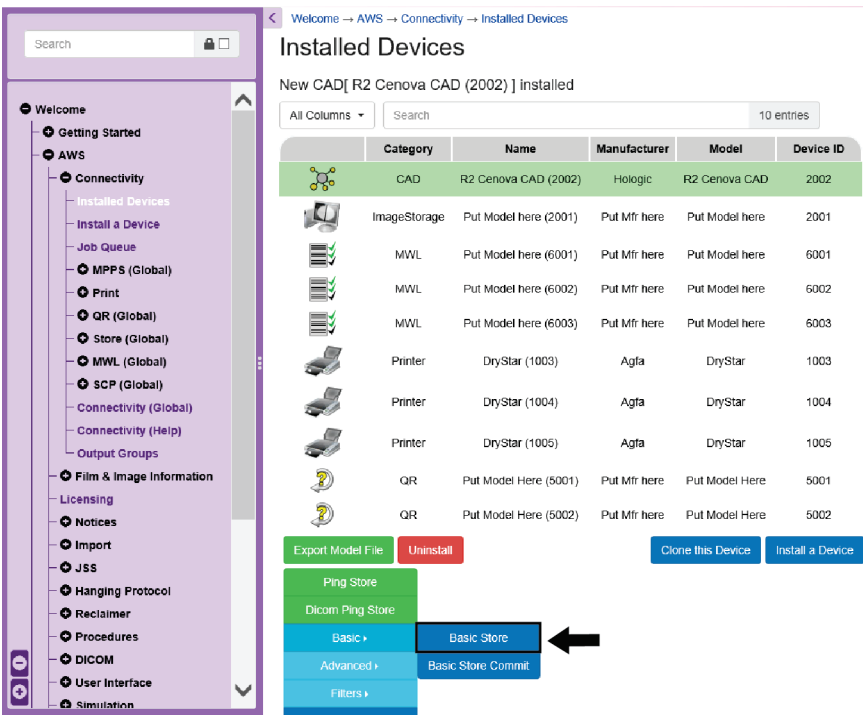 Search
Welcome
Getting Started
AWS
Connectivity
Installed Devices
Install a Device
Job Queue
MPPS (Global)
Print
QR (Global)
Store (Global)
MWL (Global)
SCP (Global)
Connectivity (Global)
Connectivity (Help)
Output Groups
Film & Image Information
Licensing
Notices
Import
JSS
Hanging Protocol
Reclaimer
Procedures
DICOM
User Interface
Simulation
Welcome → AWS → Connectivity → Installed Devices
Installed Devices
New CAD[ R2 Cenova CAD (2002) ] installed
All Columns Search 10 entries
Category Name Manufacturer Model Device ID
CAD R2 Cenova CAD (2002) Hologic R2 Cenova CAD 2002
ImageStorage Put Model here (2001) Put Mfr here Put Model here 2001
MWL Put Model here (6001) Put Mfr here Put Model here 6001
MWL Put Model here (6002) Put Mfr here Put Model here 6002
MWL Put Model here (6003) Put Mfr here Put Model here 6003
Printer DryStar (1003) Agfa DryStar 1003
Printer DryStar (1004) Agfa DryStar 1004
Printer DryStar (1005) Agfa DryStar 1005
QR Put Model Here (5001) Put Mfr here Put Model Here 5001
QR Put Model Here (5002) Put Mfr here Put Model Here 5002
Export Model File Uninstall Clone this Device Install a Device
Ping Store
Dicom Ping Store
Basic Basic Store
Advanced Basic Store Commit
Filters